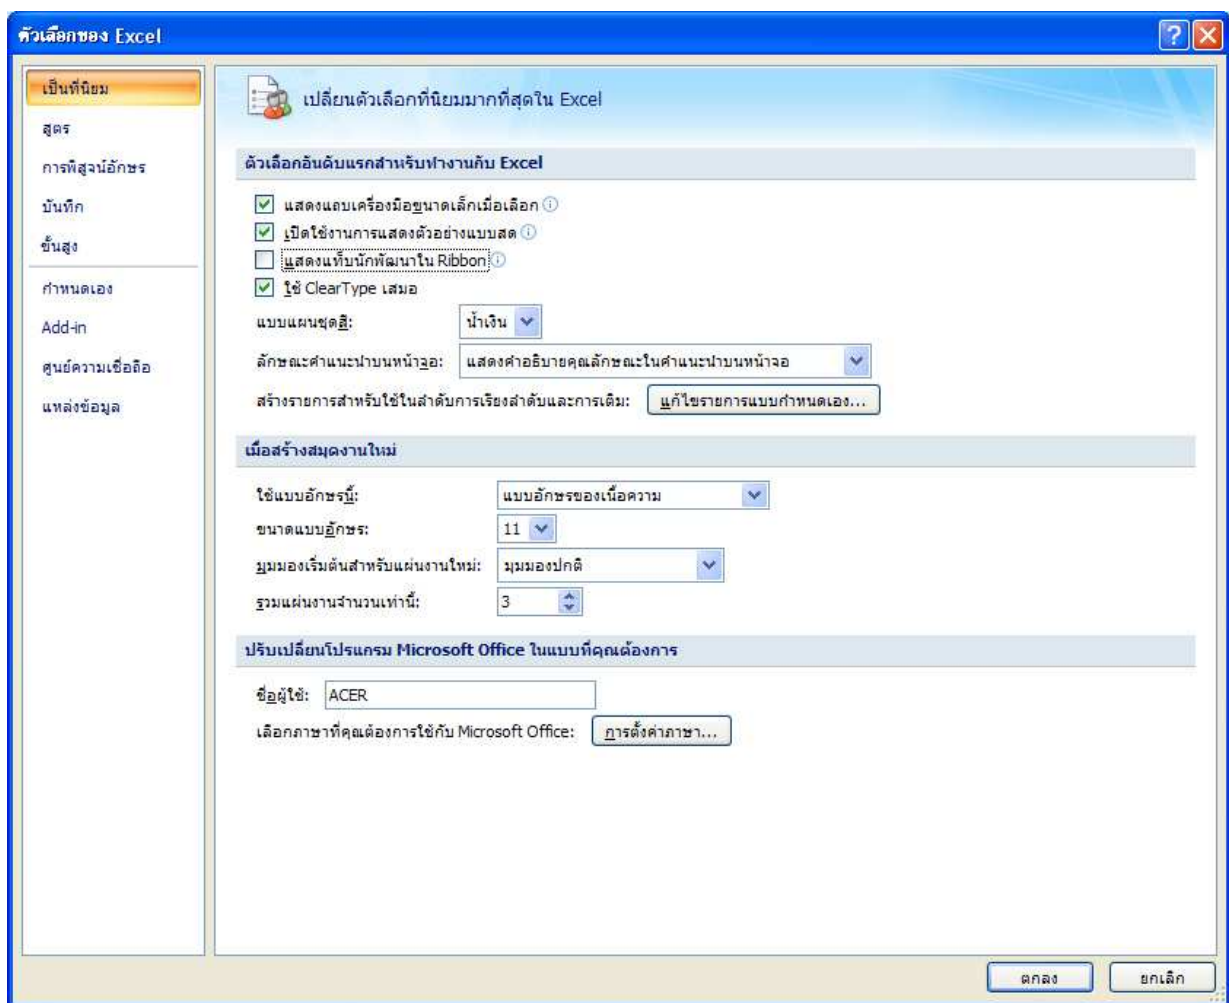 ตัวเลือกของ Excel
เป็นที่นิยม
สูตร
การพิสูจน์อักษร
บันทึก
ขั้นสูง
กำหนดเอง
Add-in
ศูนย์ความเชื่อถือ
แหล่งข้อมูล
เปลี่ยนตัวเลือกที่นิยมมากที่สุดใน Excel
ตัวเลือกอันดับแรกสำหรับทำงานกับ Excel
แสดงแถบเครื่องมือขนาดเล็กเมื่อเลือก
เปิดใช้งานการแสดงตัวอย่างแบบสด
แสดงแท็บนักพัฒนาใน Ribbon
ใช้ ClearType เสมอ
แบบแผนชุดสี: น้ำเงิน
ลักษณะคำแนะนำบนหน้าจอ: แสดงคำอธิบายคุณลักษณะในคำแนะนำบนหน้าจอ
สร้างรายการสำหรับใช้ในลำดับการเรียงลำดับและการเติม: แก้ไขรายการแบบกำหนดเอง...
เมื่อสร้างสมุดงานใหม่
ใช้แบบอักษรนี้: แบบอักษรของเนื้อความ
ขนาดแบบอักษร: 11
มุมมองเริ่มต้นสำหรับแผ่นงานใหม่: มุมมองปกติ
รวมแผ่นงานจำนวนเท่านี้: 3
ปรับเปลี่ยนโปรแกรม Microsoft Office ในแบบที่คุณต้องการ
ชื่อผู้ใช้: ACER
เลือกภาษาที่คุณต้องการใช้กับ Microsoft Office: การตั้งค่าภาษา...
ตกลง ยกเลิก